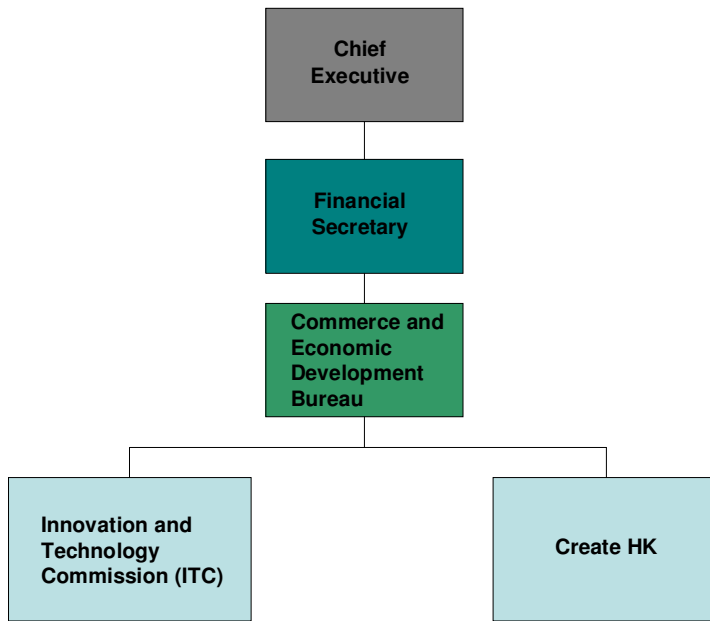 Chief
Executive
Financial
Secretary
Commerce and
Economic
Development
Bureau
Innovation and
Technology
Commission (ITC)
Create HK